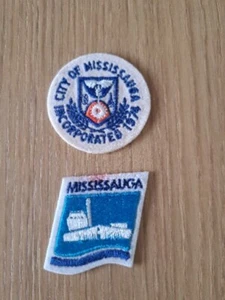 CITY OF MISSISSAUGA
INCORPORATED 1974
MISSISSAUGA